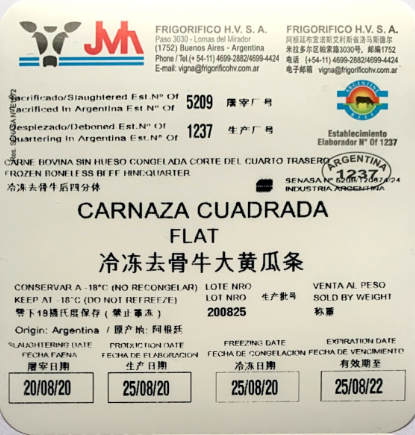 JVh
FRIGORIFICO H.V. S. A.
Paso 3030 - Lomas del Mirador
(1752) Buenos Aires - Argentina
Phone / Tel.(+ 54-11) 4699-2882/4699-4424
E-mail: vigna@frigorificohv.com.ar
FRIGORIFICO H.V. S. A.
阿根廷布宜诺斯艾利斯省洛马斯德尔
米拉多尔区帕索路3030号, 邮编1752
电话 (+54-11) 4699-2882/4699-4424
电子邮箱 vigna@frigorificohv.com.ar
Sacrificado/Slaughtered Est.N° Of
Sacrificed In Argentina Est.N° Of
5209 屠宰厂号
Despiezado/Deboned Est.N° Of
Quartering In Argentina Est.N° Of
1237 生产厂号
ARGENTINE
BEEF
Establecimiento
Elaborador N° Of 1237
CARNE BOVINA SIN HUESO CONGELADA CORTE DEL CUARTO TRASERO
FROZEN BONELESS BEEF HINDQUARTER
冷冻去骨牛后四分体
ARGENTINA
1237
SENASA N°
INDUSTRIA ARGENTINA
CARNAZA CUADRADA
FLAT
冷冻去骨牛大黄瓜条
CONSERVAR A -18°C (NO RECONGELAR)
KEEP AT -18°C (DO NOT REFREEZE)
零下18摄氏度保存
Origin: Argentina / 原产地: 阿根廷
LOTE NRO
LOT NRO 生产批号
200825
VENTA AL PESO
SOLD BY WEIGHT
称重
SLAUGHTERING DATE
FECHA FAENA
屠宰日期
20/08/20
PRODUCTION DATE
FECHA DE ELABORACION
生产日期
25/08/20
FREEZING DATE
FECHA DE CONGELACION
冷冻日期
25/08/20
EXPIRATION DATE
FECHA DE VENCIMIENTO
有效期至
25/08/22